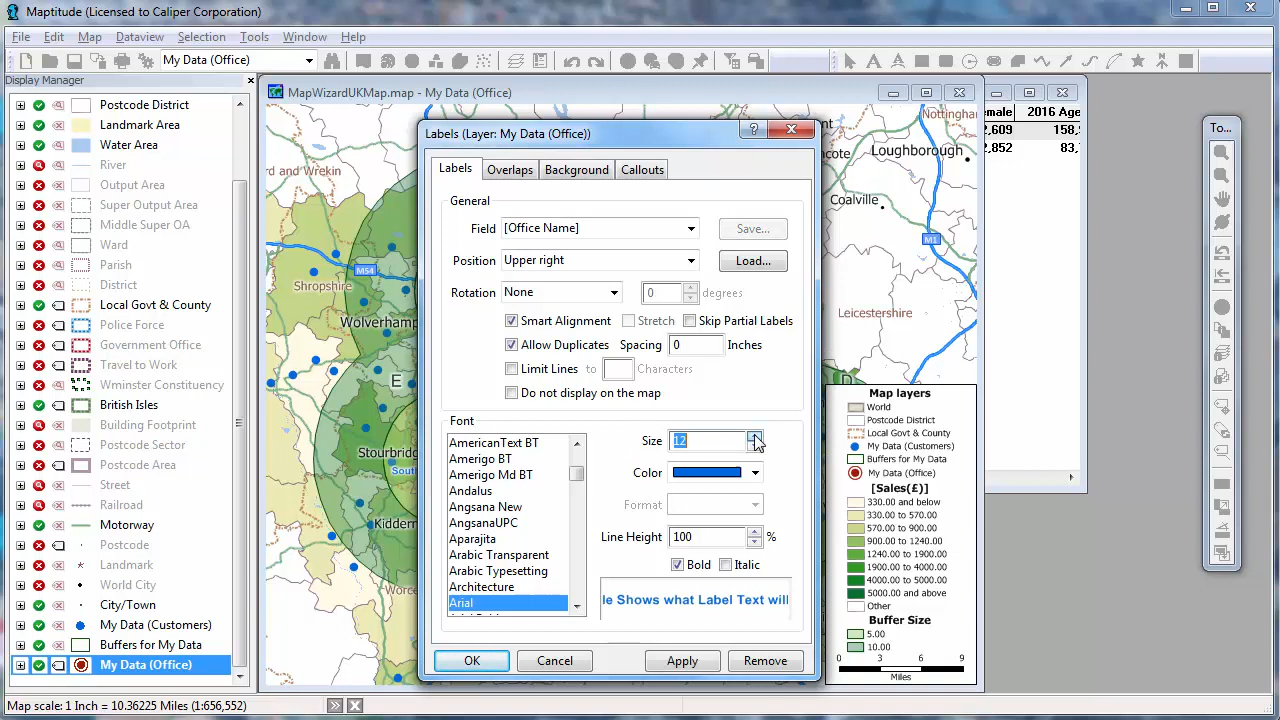 Maptitude (Licensed to Caliper Corporation)
File Edit Map Dataview Selection Tools Window Help
My Data (Office)
Display Manager
Postcode District
Landmark Area
Water Area
River
Output Area
Super Output Area
Middle Super OA
Ward
Parish
District
Local Govt & County
Police Force
Government Office
Travel to Work
Wminster Constituency
British Isles
Building Footprint
Postcode Sector
Postcode Area
Street
Railroad
Motorway
Postcode
Landmark
World City
City/Town
My Data (Customers)
Buffers for My Data
My Data (Office)
MapWizardUKMap.map - My Data (Office)
rd and Wrekin
M54
Shropshire
Wolverhamp
E
Stourbridg
South
Kidderm
Worce
Nottinghan
Loughborough
Coalville
M1
Leicestershire
D
emale 2016 Age
2,609 158,
2,852 83,
To...
Labels (Layer: My Data (Office))
Labels Overlaps Background Callouts
General
Field [Office Name] Save...
Position Upper right Load...
Rotation None 0 degrees
Smart Alignment Stretch Skip Partial Labels
Allow Duplicates Spacing 0 Inches
Limit Lines to Characters
Do not display on the map
Font
AmericanText BT
Amerigo BT
Amerigo Md BT
Andalus
Angsana New
AngsanaUPC
Aparajita
Arabic Transparent
Arabic Typesetting
Architecture
Arial
Size 12
Color
Format
Line Height 100 %
Bold Italic
le Shows what Label Text will
OK Cancel Apply Remove
Map layers
World
Postcode District
Local Govt & County
My Data (Customers)
Buffers for My Data
My Data (Office)
[Sales(£)]
330.00 and below
330.00 to 570.00
570.00 to 900.00
900.00 to 1240.00
1240.00 to 1900.00
1900.00 to 4000.00
4000.00 to 5000.00
5000.00 and above
Other
Buffer Size
5.00
10.00
0 3 6 9
Miles
Map scale: 1 Inch = 10.36225 Miles (1:656,552)